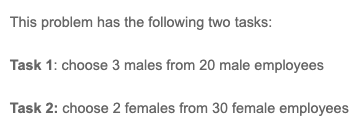 This problem has the following two tasks:
Task 1: choose 3 males from 20 male employees
Task 2: choose 2 females from 30 female employees